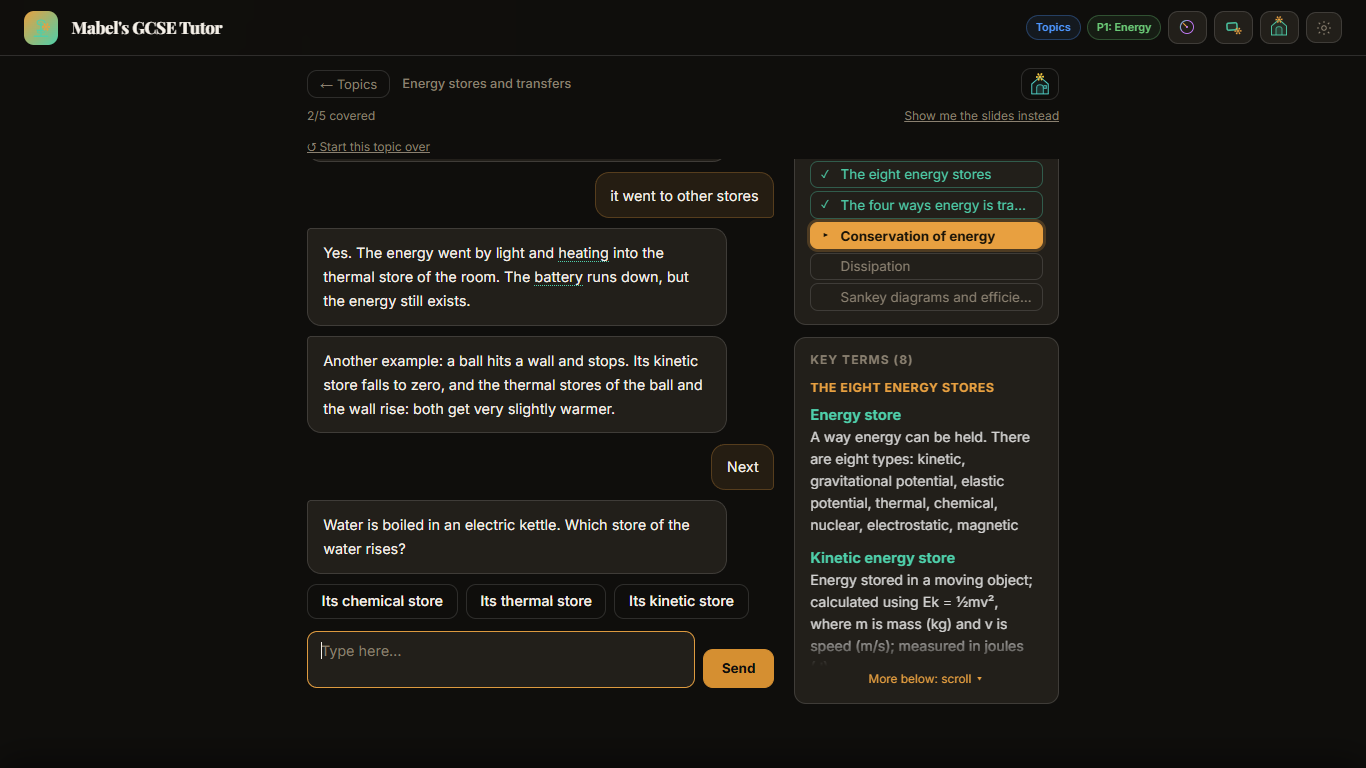 Mabel's GCSE Tutor
Topics
P1: Energy
← Topics
Energy stores and transfers
2/5 covered
Show me the slides instead
↺ Start this topic over
it went to other stores
Yes. The energy went by light and heating into the
thermal store of the room. The battery runs down, but
the energy still exists.
Another example: a ball hits a wall and stops. Its kinetic
store falls to zero, and the thermal stores of the ball and
the wall rise: both get very slightly warmer.
Next
Water is boiled in an electric kettle. Which store of the
water rises?
Its chemical store
Its thermal store
Its kinetic store
Type here...
Send
✓ The eight energy stores
✓ The four ways energy is tra...
‣ Conservation of energy
Dissipation
Sankey diagrams and efficie...
KEY TERMS (8)
THE EIGHT ENERGY STORES
Energy store
A way energy can be held. There
are eight types: kinetic,
gravitational potential, elastic
potential, thermal, chemical,
nuclear, electrostatic, magnetic
Kinetic energy store
Energy stored in a moving object;
calculated using Ek = ½mv²,
where m is mass (kg) and v is
speed (m/s); measured in joules
More below: scroll ▾